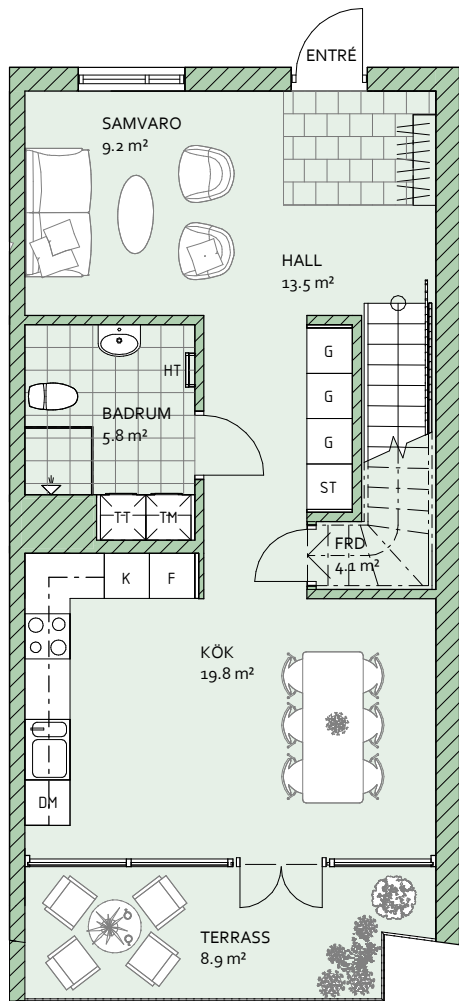 ENTRÉ
SAMVARO
9.2 m²
HALL
13.5 m²
G
HT
G
BADRUM
5.8 m²
G
ST
TT
TM
FRD
4.1 m²
K
F
KÖK
19.8 m²
DM
TERRASS
8.9 m²